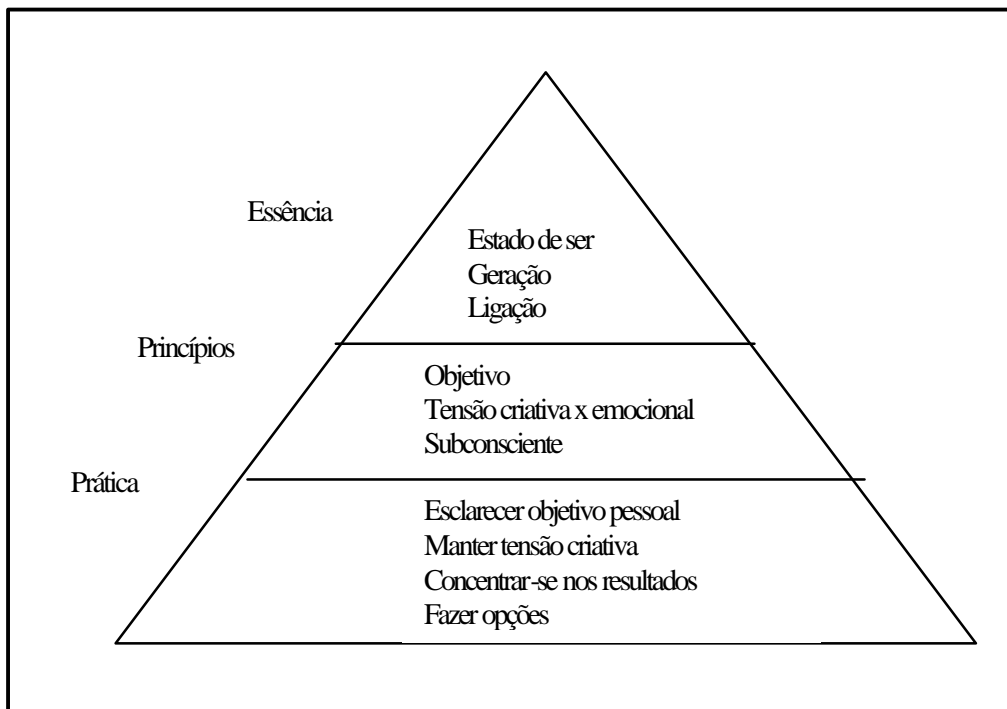 Essência
Estado de ser
Geração
Ligação
Princípios
Objetivo
Tensão criativa x emocional
Subconsciente
Prática
Esclarecer objetivo pessoal
Manter tensão criativa
Concentrar-se nos resultados
Fazer opções